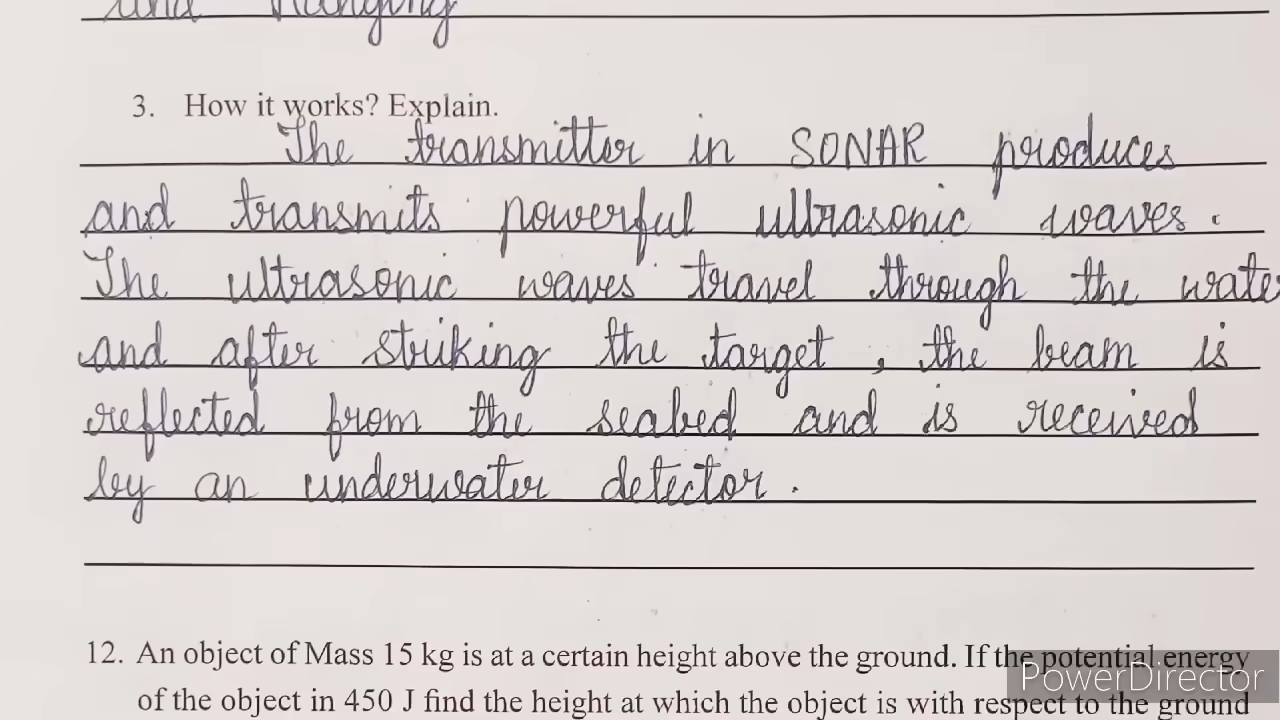 and Ranging
3. How it works? Explain.
The transmitter in SONAR produces
and transmits powerful ultrasonic waves.
The ultrasonic waves travel through the wate
and after striking the target, the beam is
reflected from the seabed and is received
by an underwater detector.
12. An object of Mass 15 kg is at a certain height above the ground. If the potential energy
of the object in 450 J find the height at which the object is with respect to the ground
PowerDirector